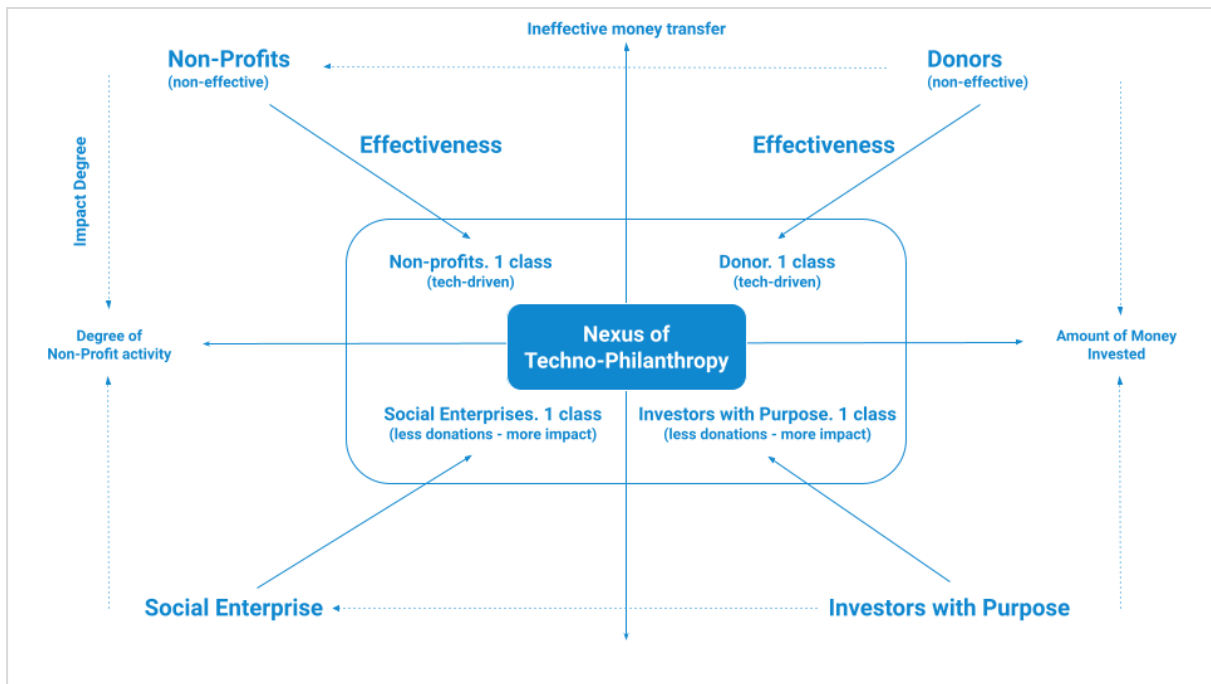 Ineffective money transfer
Non-Profits
(non-effective)
Donors
(non-effective)
Effectiveness
Effectiveness
Impact Degree
Non-profits. 1 class
(tech-driven)
Donor. 1 class
(tech-driven)
Degree of
Non-Profit activity
Nexus of
Techno-Philanthropy
Amount of Money
Invested
Social Enterprises. 1 class
(less donations - more impact)
Investors with Purpose. 1 class
(less donations - more impact)
Social Enterprise
Investors with Purpose